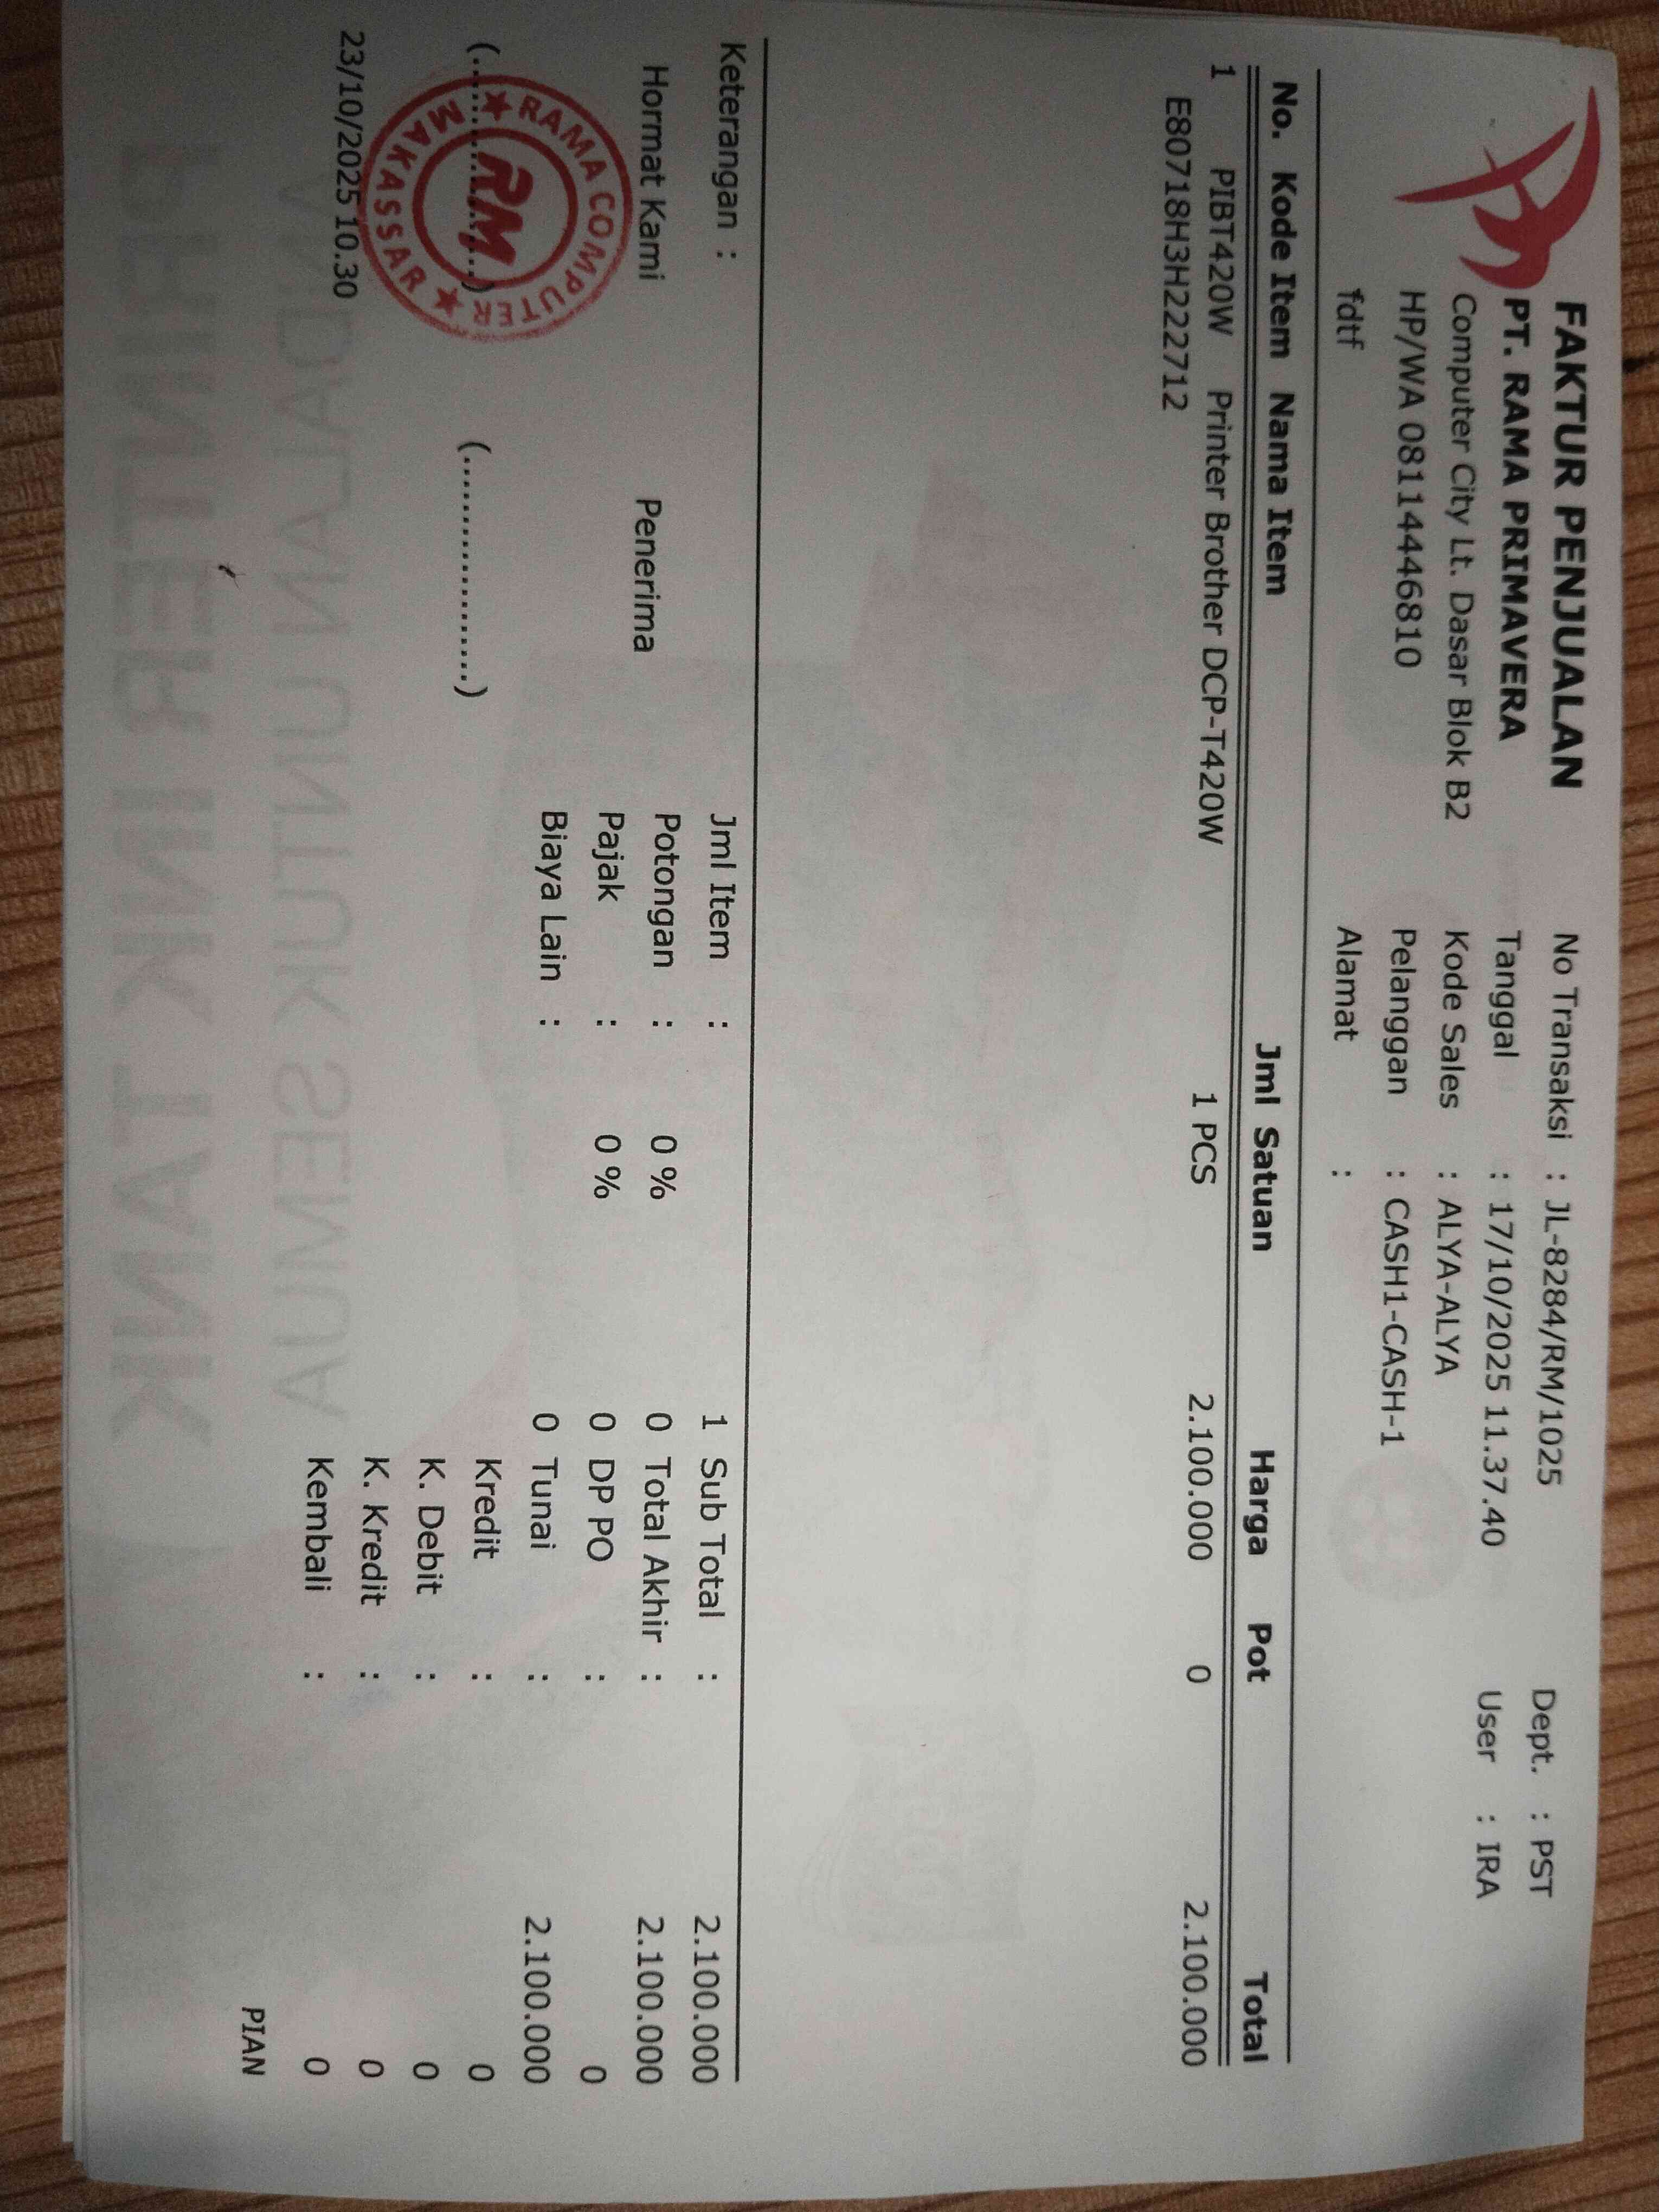 FAKTUR PENJUALAN
PT. RAMA PRIMAVERA
Computer City Lt. Dasar Blok B2
HP/WA 08114446810
fdtf
No Transaksi : JL-8284/RM/1025
Tanggal : 17/10/2025 11.37.40
Kode Sales : ALYA-ALYA
Pelanggan : CASH1-CASH-1
Alamat :
Dept. : PST
User : IRA
No. Kode Item Nama Item Jml Satuan Harga Pot Total
1 PIBT420W Printer Brother DCP-T420W 1 PCS 2.100.000 0 2.100.000
E80718H3H222712
Keterangan :
Hormat Kami Penerima
(....................) (....................)
RAMA COMPUTER
RM
MAKASSAR
23/10/2025 10.30
Jml Item : 1
Potongan : 0 % 0
Pajak : 0 % 0
Biaya Lain : 0
Sub Total : 2.100.000
Total Akhir : 2.100.000
DP PO : 0
Tunai : 2.100.000
Kredit : 0
K. Debit : 0
K. Kredit : 0
Kembali : 0
PIAN